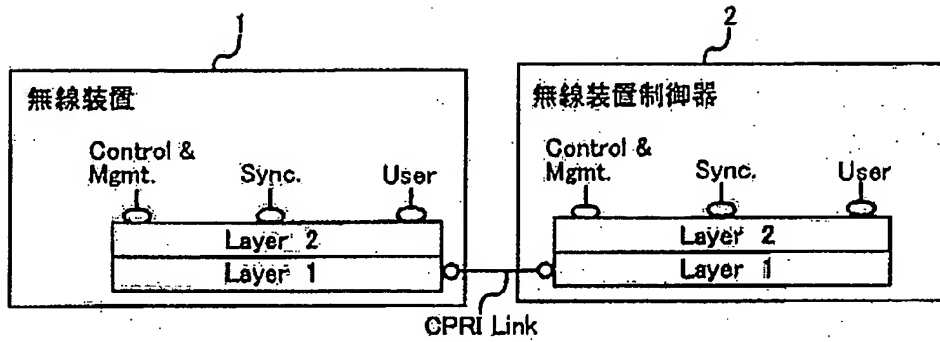 1
2
無線装置
無線装置制御器
Control &
Mgmt.
Sync.
User
Control &
Mgmt.
Sync.
User
Layer 2
Layer 1
Layer 2
Layer 1
CPRI Link